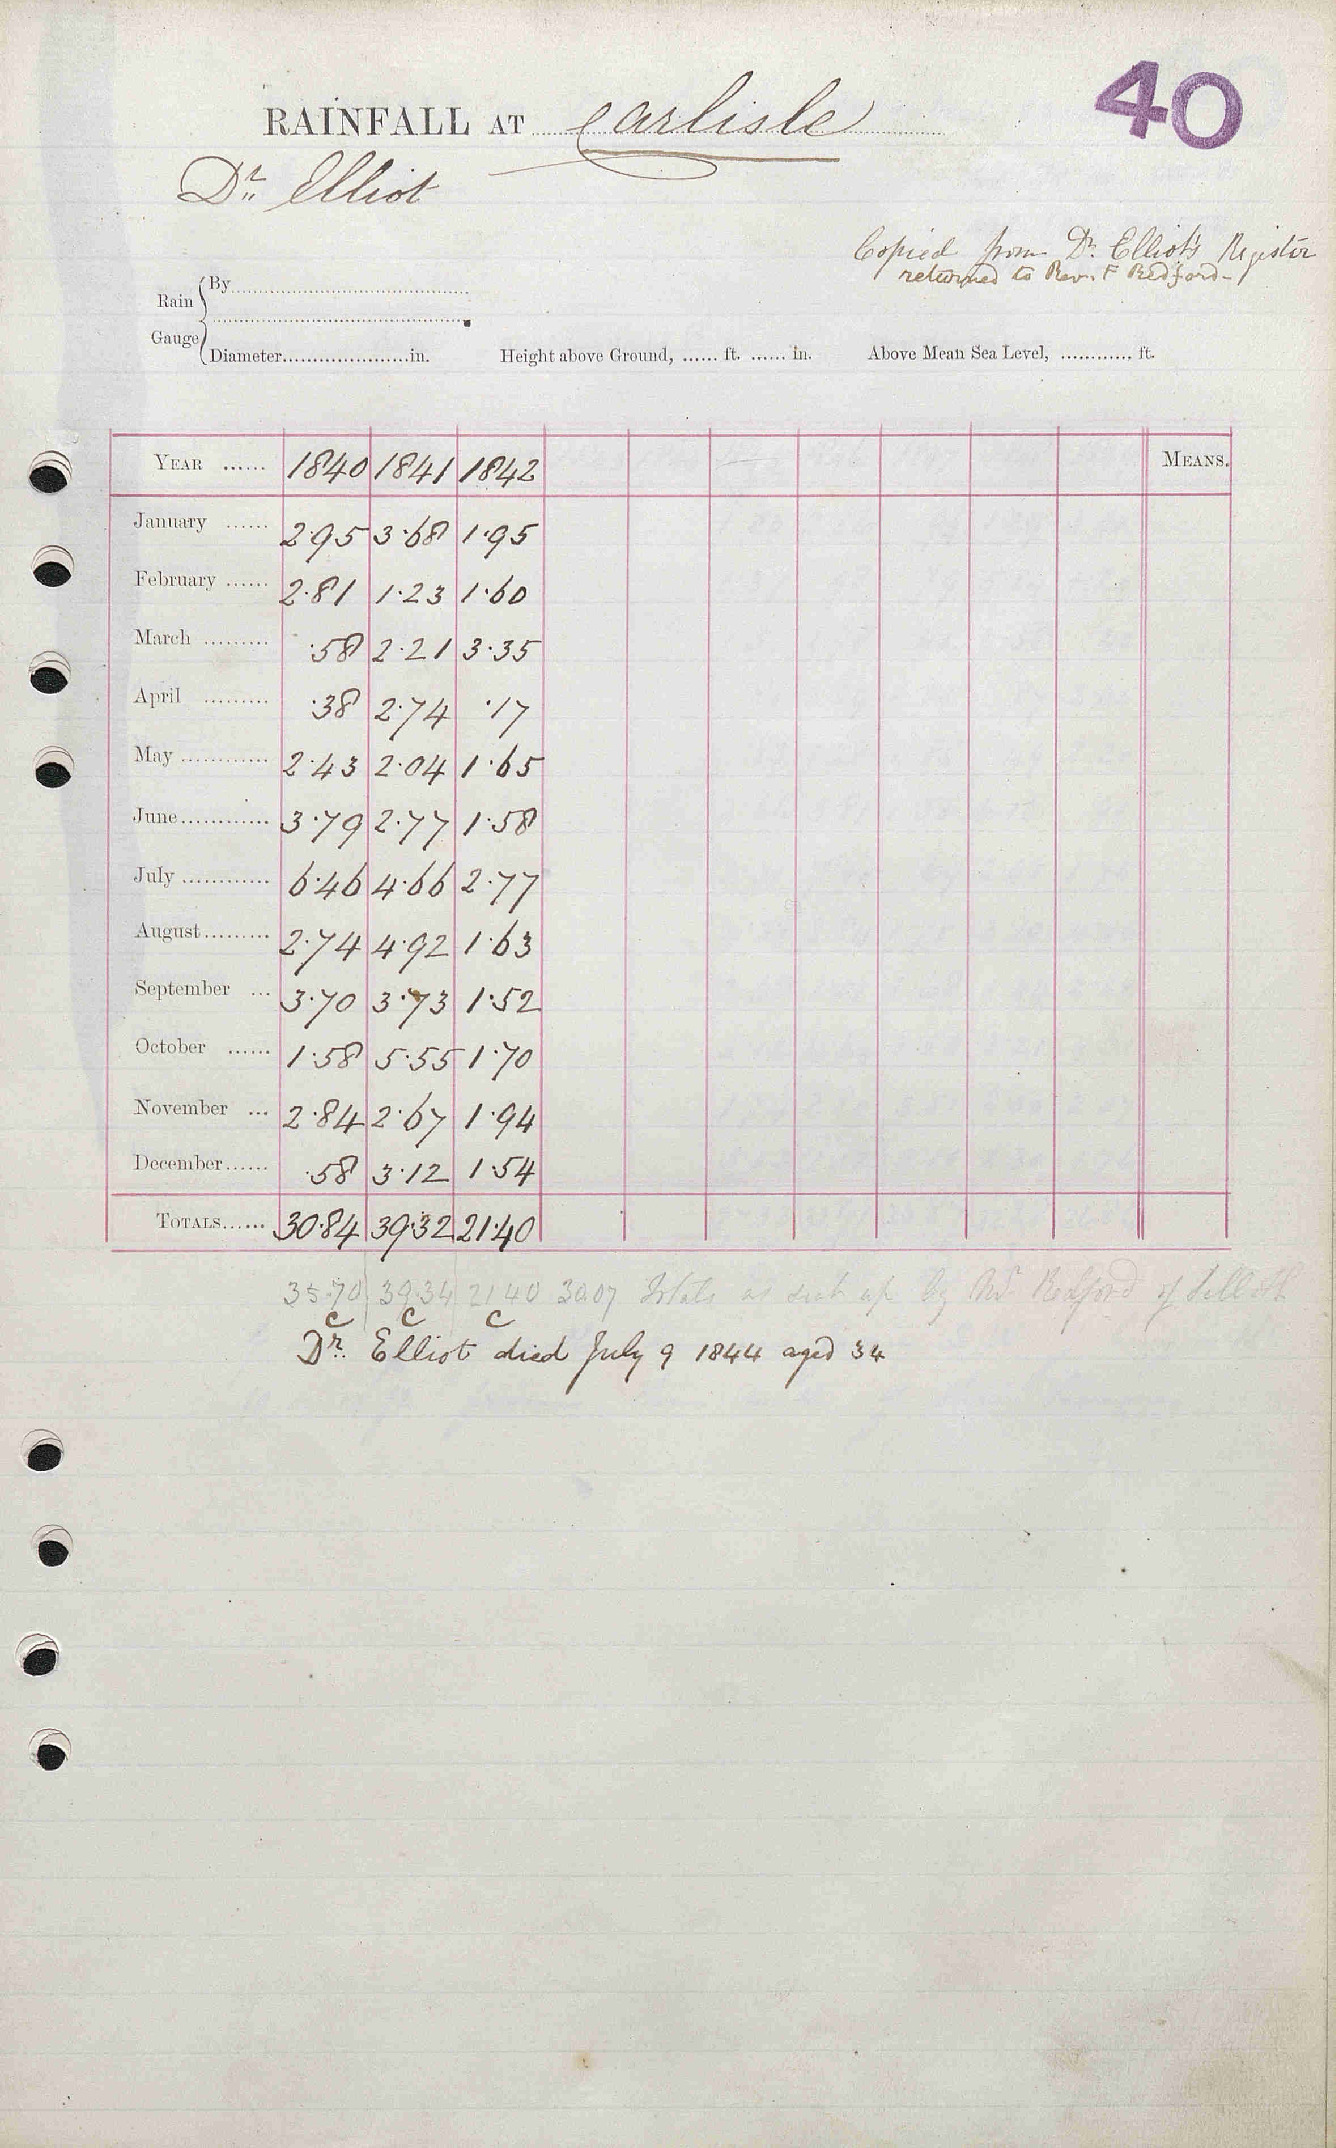 40
RAINFALL AT Carlisle
Dr. Elliot
Copied from Dr. Elliot's Register
returned to Rev. F Redford
Rain Gauge
By
Diameter in. Height above Ground, ft. in. Above Mean Sea Level, ft.
YEAR 1840 1841 1842 MEANS.
January 2.95 3.68 1.95
February 2.81 1.23 1.60
March .58 2.21 3.35
April .38 2.74 .17
May 2.43 2.04 1.65
June 3.79 2.77 1.58
July 6.46 4.66 2.77
August 2.74 4.92 1.63
September 3.70 3.73 1.52
October 1.58 5.55 1.70
November 2.84 2.67 1.94
December .58 3.12 1.54
TOTALS 30.84 39.32 21.40
35.70 39.34 21 40 30.07 Totals as sent up by Mr Redford of Silloth
c c c
Dr. Elliot died July 9 1844 aged 34